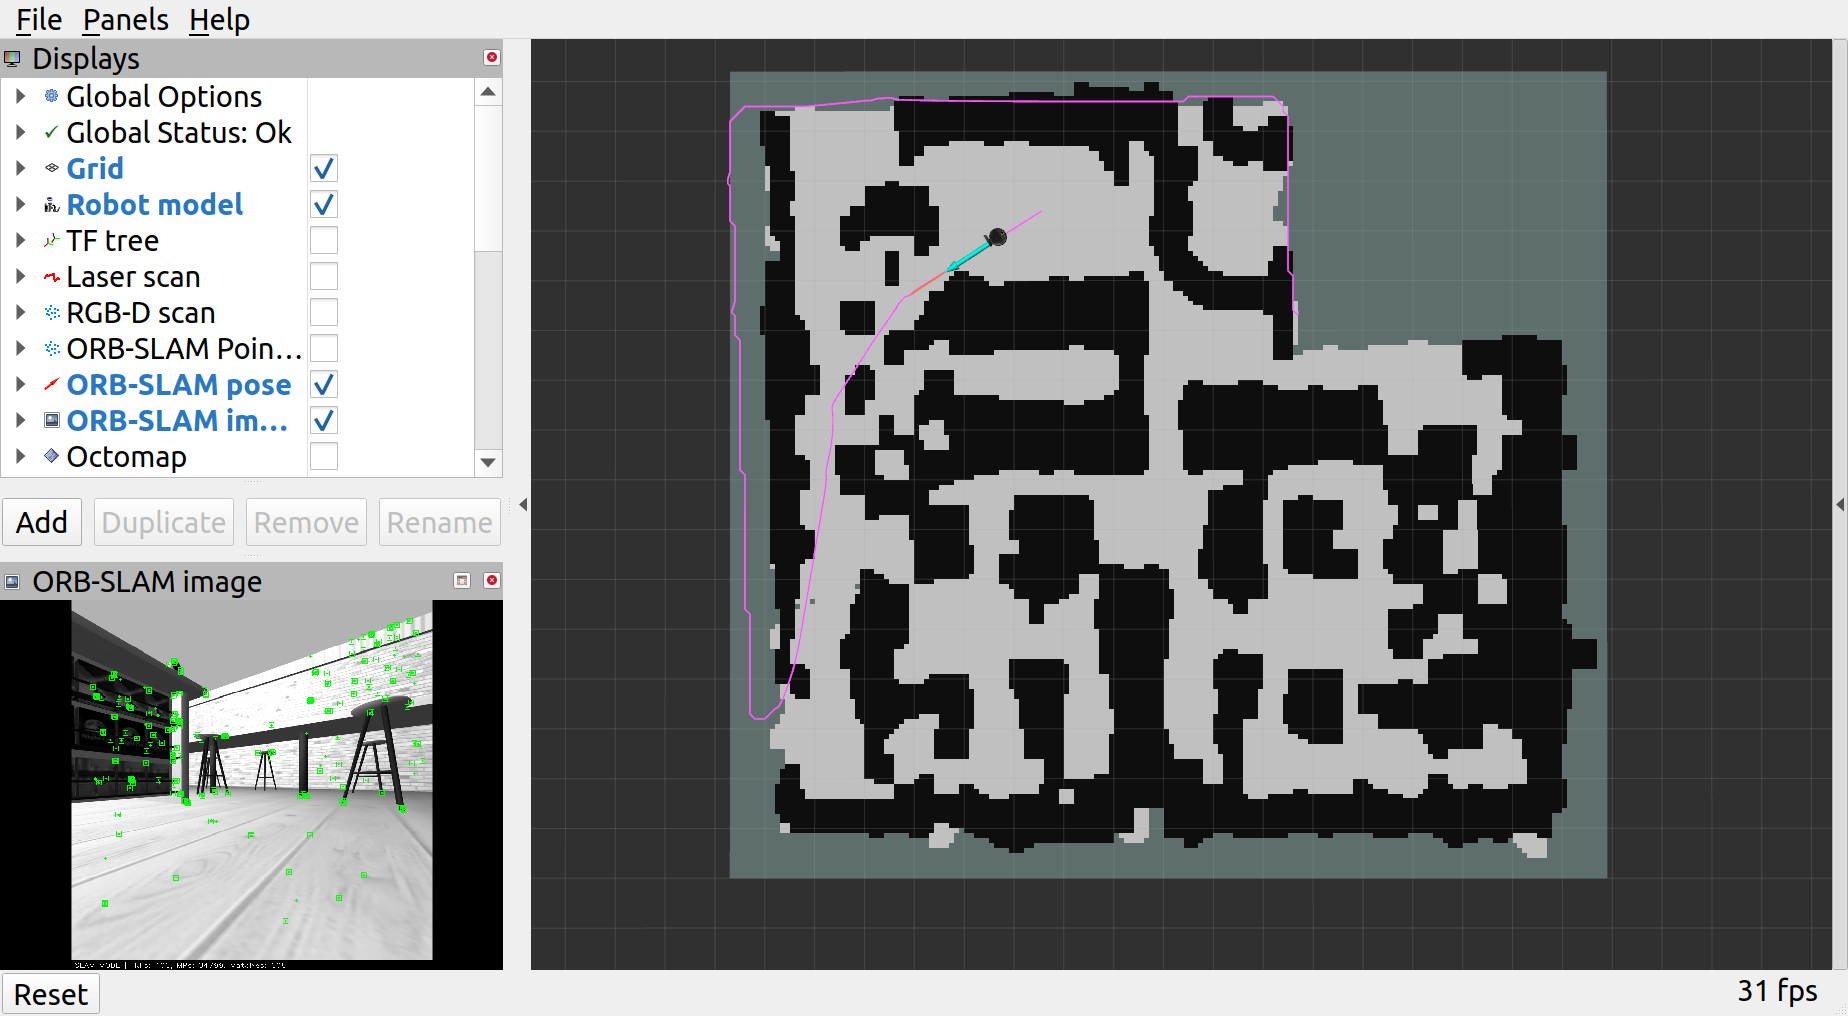 File Panels Help
Displays
Global Options
Global Status: Ok
Grid
Robot model
TF tree
Laser scan
RGB-D scan
ORB-SLAM Poin...
ORB-SLAM pose
ORB-SLAM im...
Octomap
Add Duplicate Remove Rename
ORB-SLAM image
SLAM MODE |
Reset
31 fps